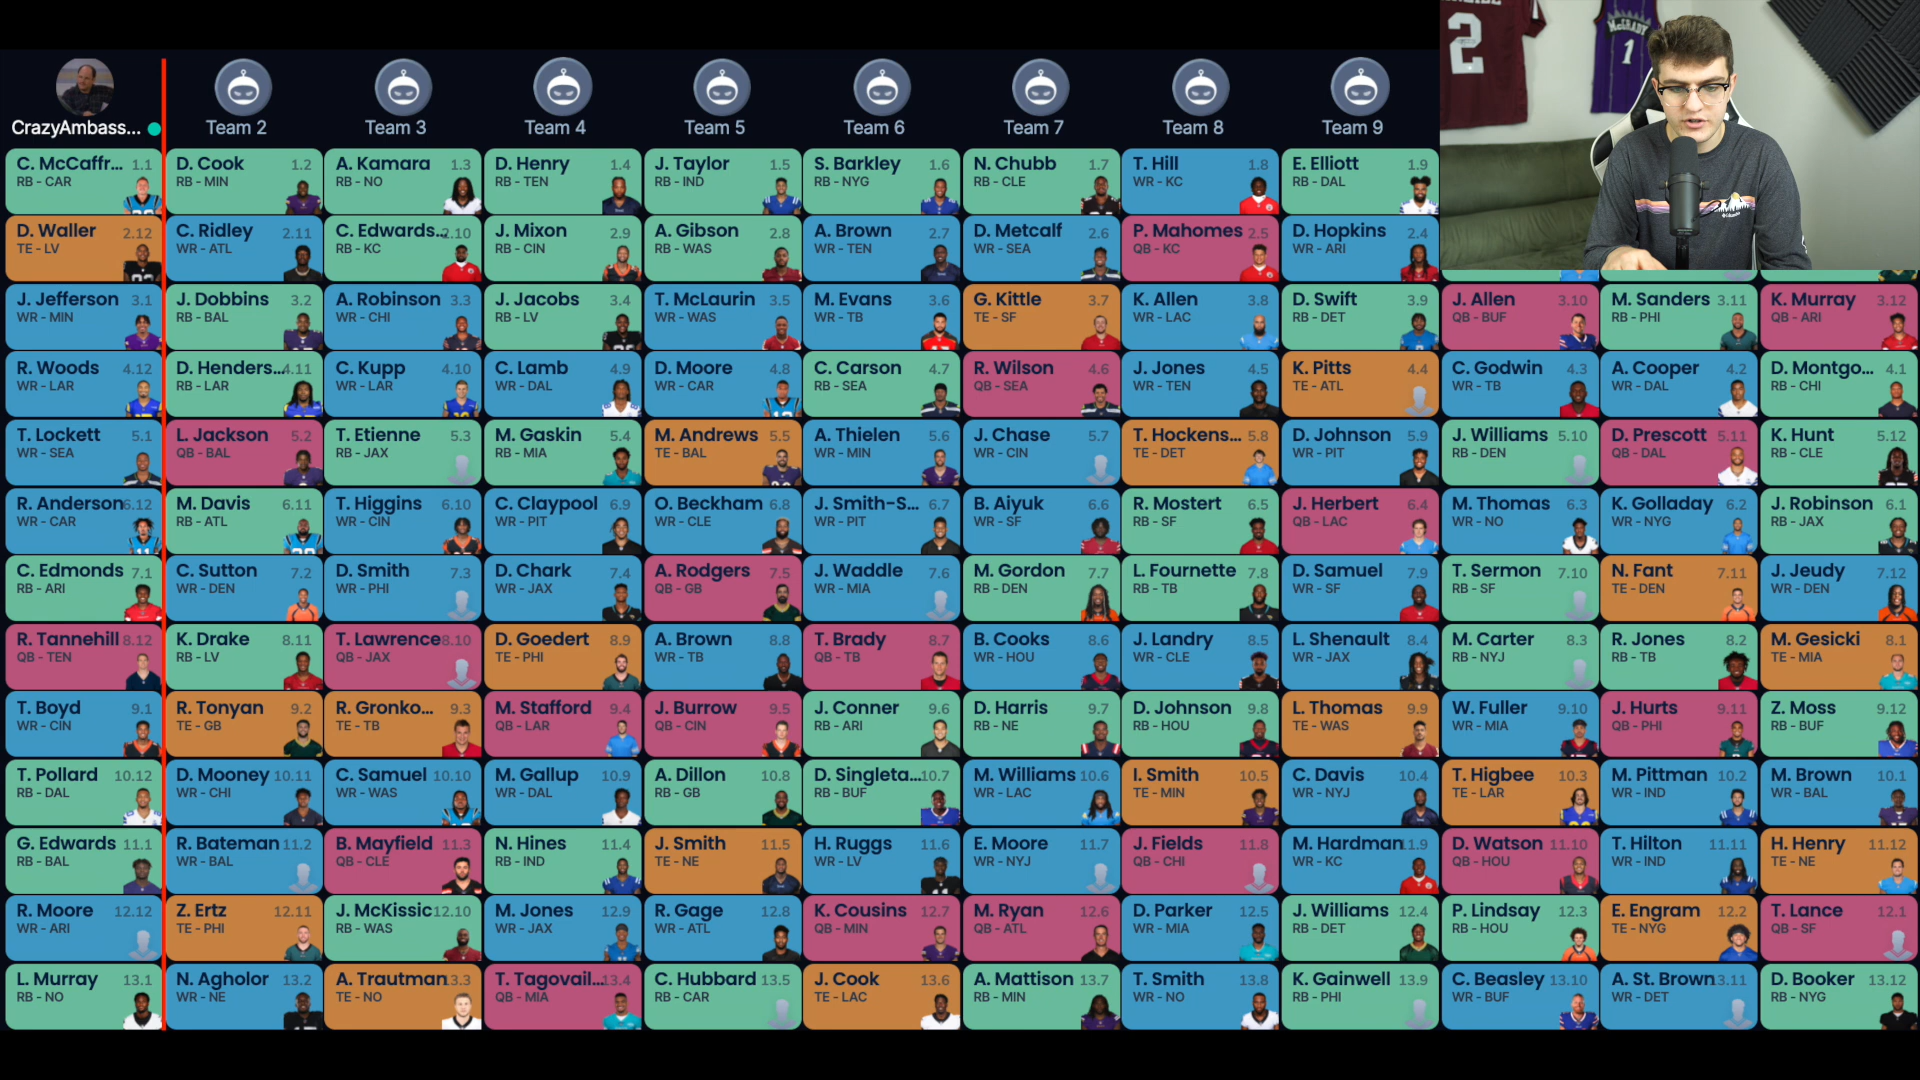 CrazyAmbass...
Team 2
Team 3
Team 4
Team 5
Team 6
Team 7
Team 8
Team 9
2
McGRADY
1
Columbia
C. McCaffr... 1.1
RB - CAR
D. Cook 1.2
RB - MIN
A. Kamara 1.3
RB - NO
D. Henry 1.4
RB - TEN
J. Taylor 1.5
RB - IND
S. Barkley 1.6
RB - NYG
N. Chubb 1.7
RB - CLE
T. Hill 1.8
WR - KC
E. Elliott 1.9
RB - DAL
D. Waller 2.12
TE - LV
C. Ridley 2.11
WR - ATL
C. Edwards... 2.10
RB - KC
J. Mixon 2.9
RB - CIN
A. Gibson 2.8
RB - WAS
A. Brown 2.7
WR - TEN
D. Metcalf 2.6
WR - SEA
P. Mahomes 2.5
QB - KC
D. Hopkins 2.4
WR - ARI
J. Jefferson 3.1
WR - MIN
J. Dobbins 3.2
RB - BAL
A. Robinson 3.3
WR - CHI
J. Jacobs 3.4
RB - LV
T. McLaurin 3.5
WR - WAS
M. Evans 3.6
WR - TB
G. Kittle 3.7
TE - SF
K. Allen 3.8
WR - LAC
D. Swift 3.9
RB - DET
J. Allen 3.10
QB - BUF
M. Sanders 3.11
RB - PHI
K. Murray 3.12
QB - ARI
R. Woods 4.12
WR - LAR
D. Henders... 4.11
RB - LAR
C. Kupp 4.10
WR - LAR
C. Lamb 4.9
WR - DAL
D. Moore 4.8
WR - CAR
C. Carson 4.7
RB - SEA
R. Wilson 4.6
QB - SEA
J. Jones 4.5
WR - TEN
K. Pitts 4.4
TE - ATL
C. Godwin 4.3
WR - TB
A. Cooper 4.2
WR - DAL
D. Montgo... 4.1
RB - CHI
T. Lockett 5.1
WR - SEA
L. Jackson 5.2
QB - BAL
T. Etienne 5.3
RB - JAX
M. Gaskin 5.4
RB - MIA
M. Andrews 5.5
TE - BAL
A. Thielen 5.6
WR - MIN
J. Chase 5.7
WR - CIN
T. Hockens... 5.8
TE - DET
D. Johnson 5.9
WR - PIT
J. Williams 5.10
RB - DEN
D. Prescott 5.11
QB - DAL
K. Hunt 5.12
RB - CLE
R. Anderson 6.12
WR - CAR
M. Davis 6.11
RB - ATL
T. Higgins 6.10
WR - CIN
C. Claypool 6.9
WR - PIT
O. Beckham 6.8
WR - CLE
J. Smith-S... 6.7
WR - PIT
B. Aiyuk 6.6
WR - SF
R. Mostert 6.5
RB - SF
J. Herbert 6.4
QB - LAC
M. Thomas 6.3
WR - NO
K. Golladay 6.2
WR - NYG
J. Robinson 6.1
RB - JAX
C. Edmonds 7.1
RB - ARI
C. Sutton 7.2
WR - DEN
D. Smith 7.3
WR - PHI
D. Chark 7.4
WR - JAX
A. Rodgers 7.5
QB - GB
J. Waddle 7.6
WR - MIA
M. Gordon 7.7
RB - DEN
L. Fournette 7.8
RB - TB
D. Samuel 7.9
WR - SF
T. Sermon 7.10
RB - SF
N. Fant 7.11
TE - DEN
J. Jeudy 7.12
WR - DEN
R. Tannehill 8.12
QB - TEN
K. Drake 8.11
RB - LV
T. Lawrence 8.10
QB - JAX
D. Goedert 8.9
TE - PHI
A. Brown 8.8
WR - TB
T. Brady 8.7
QB - TB
B. Cooks 8.6
WR - HOU
J. Landry 8.5
WR - CLE
L. Shenault 8.4
WR - JAX
M. Carter 8.3
RB - NYJ
R. Jones 8.2
RB - TB
M. Gesicki 8.1
TE - MIA
T. Boyd 9.1
WR - CIN
R. Tonyan 9.2
TE - GB
R. Gronko... 9.3
TE - TB
M. Stafford 9.4
QB - LAR
J. Burrow 9.5
QB - CIN
J. Conner 9.6
RB - ARI
D. Harris 9.7
RB - NE
D. Johnson 9.8
RB - HOU
L. Thomas 9.9
TE - WAS
W. Fuller 9.10
WR - MIA
J. Hurts 9.11
QB - PHI
Z. Moss 9.12
RB - BUF
T. Pollard 10.12
RB - DAL
D. Mooney 10.11
WR - CHI
C. Samuel 10.10
WR - WAS
M. Gallup 10.9
WR - DAL
A. Dillon 10.8
RB - GB
D. Singleta... 10.7
RB - BUF
M. Williams 10.6
WR - LAC
I. Smith 10.5
TE - MIN
C. Davis 10.4
WR - NYJ
T. Higbee 10.3
TE - LAR
M. Pittman 10.2
WR - IND
M. Brown 10.1
WR - BAL
G. Edwards 11.1
RB - BAL
R. Bateman 11.2
WR - BAL
B. Mayfield 11.3
QB - CLE
N. Hines 11.4
RB - IND
J. Smith 11.5
TE - NE
H. Ruggs 11.6
WR - LV
E. Moore 11.7
WR - NYJ
J. Fields 11.8
QB - CHI
M. Hardman 11.9
WR - KC
D. Watson 11.10
QB - HOU
T. Hilton 11.11
WR - IND
H. Henry 11.12
TE - NE
R. Moore 12.12
WR - ARI
Z. Ertz 12.11
TE - PHI
J. McKissic 12.10
RB - WAS
M. Jones 12.9
WR - JAX
R. Gage 12.8
WR - ATL
K. Cousins 12.7
QB - MIN
M. Ryan 12.6
QB - ATL
D. Parker 12.5
WR - MIA
J. Williams 12.4
RB - DET
P. Lindsay 12.3
RB - HOU
E. Engram 12.2
TE - NYG
T. Lance 12.1
QB - SF
L. Murray 13.1
RB - NO
N. Agholor 13.2
WR - NE
A. Trautman 13.3
TE - NO
T. Tagovail... 13.4
QB - MIA
C. Hubbard 13.5
RB - CAR
J. Cook 13.6
TE - LAC
A. Mattison 13.7
RB - MIN
T. Smith 13.8
WR - NO
K. Gainwell 13.9
RB - PHI
C. Beasley 13.10
WR - BUF
A. St. Brown 13.11
WR - DET
D. Booker 13.12
RB - NYG